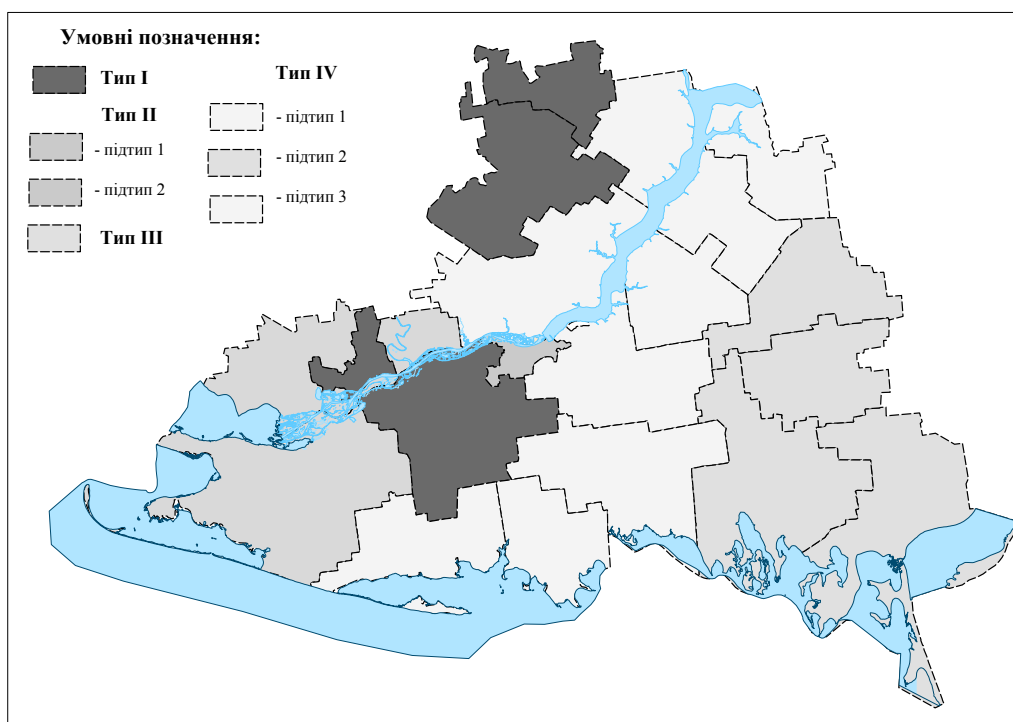 Умовні позначення:
Тип I
Тип II
- підтип 1
- підтип 2
Тип III
Тип IV
- підтип 1
- підтип 2
- підтип 3